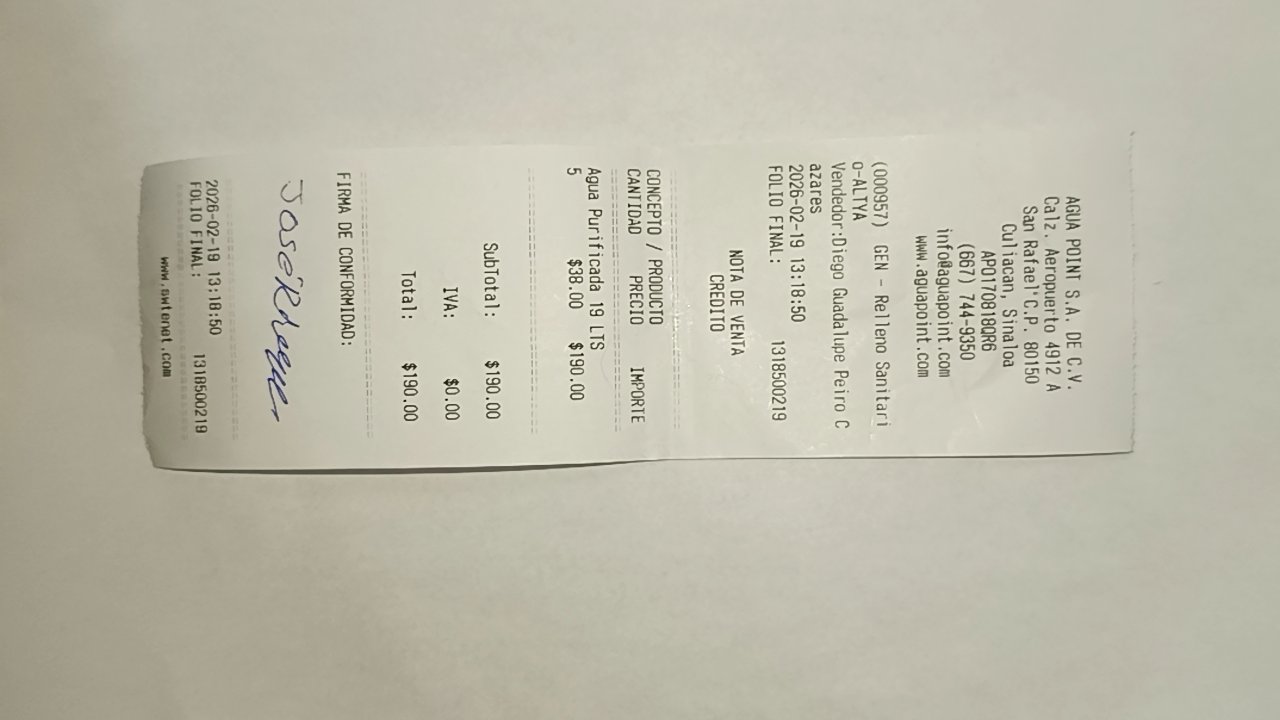 AGUA POINT S.A. DE C.V.
Calz. Aeropuerto 4912 A
San Rafael C.P. 80150
Culiacan, Sinaloa
APO170818QR6
(667) 744-9350
info@aguapoint.com
www.aguapoint.com
(000957) GEN - Relleno Sanitari
o-ALTYA
Vendedor:Diego Guadalupe Peiro C
azares
2026-02-19 13:18:50
FOLIO FINAL: 1318500219
NOTA DE VENTA
CREDITO
CONCEPTO / PRODUCTO
CANTIDAD PRECIO IMPORTE
Agua Purificada 19 LTS
5 $38.00 $190.00
SubTotal: $190.00
IVA: $0.00
Total: $190.00
FIRMA DE CONFORMIDAD:
José
2026-02-19 13:18:50
FOLIO FINAL: 1318500219
www.swtenet.com